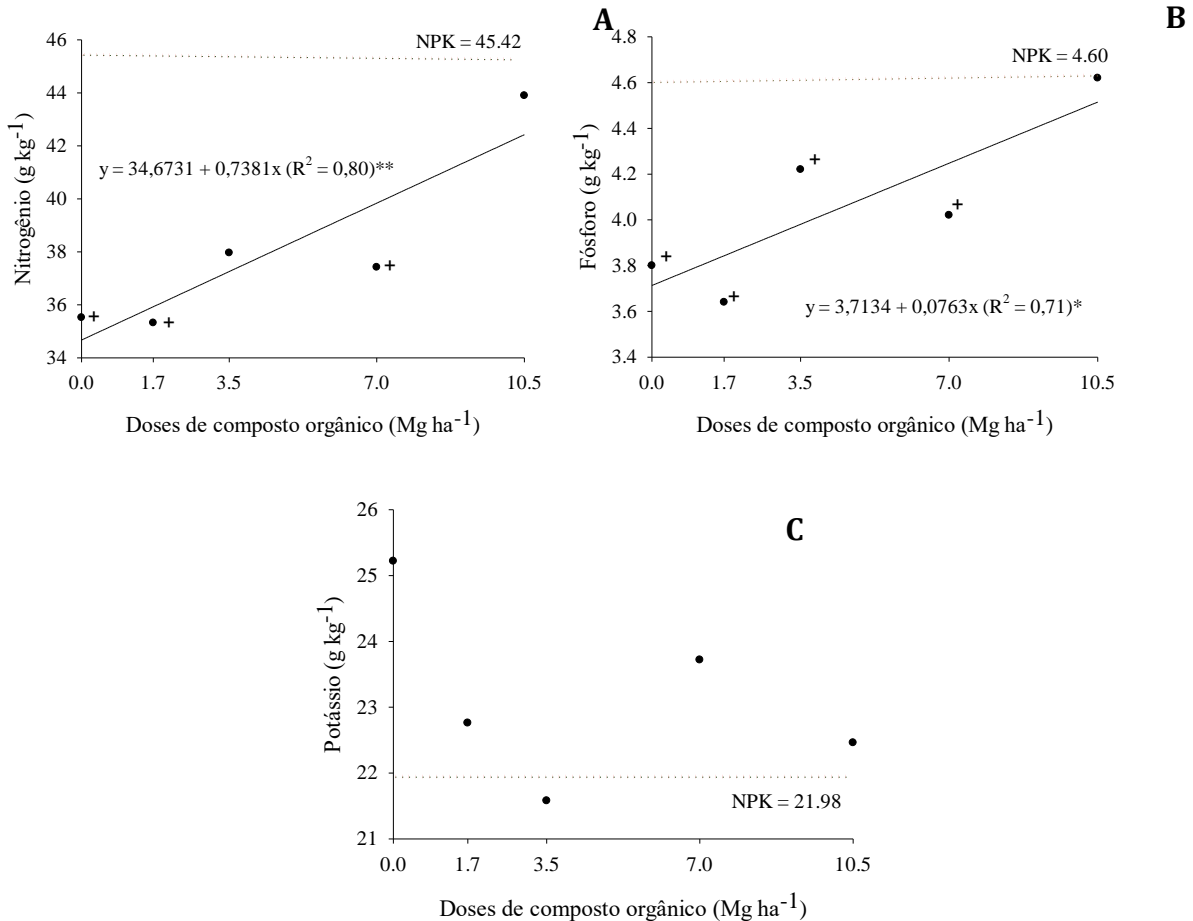 A
46
44
42
40
38
36
34
Nitrogênio (g kg-1)
NPK = 45.42
y = 34,6731 + 0,7381x (R2 = 0,80)**
+
+
+
0.0 1.7 3.5 7.0 10.5
Doses de composto orgânico (Mg ha-1)
B
4.8
4.6
4.4
4.2
4.0
3.8
3.6
3.4
Fósforo (g kg-1)
NPK = 4.60
+
+
+
+
y = 3,7134 + 0,0763x (R2 = 0,71)*
0.0 1.7 3.5 7.0 10.5
Doses de composto orgânico (Mg ha-1)
C
26
25
24
23
22
21
Potássio (g kg-1)
NPK = 21.98
0.0 1.7 3.5 7.0 10.5
Doses de composto orgânico (Mg ha-1)